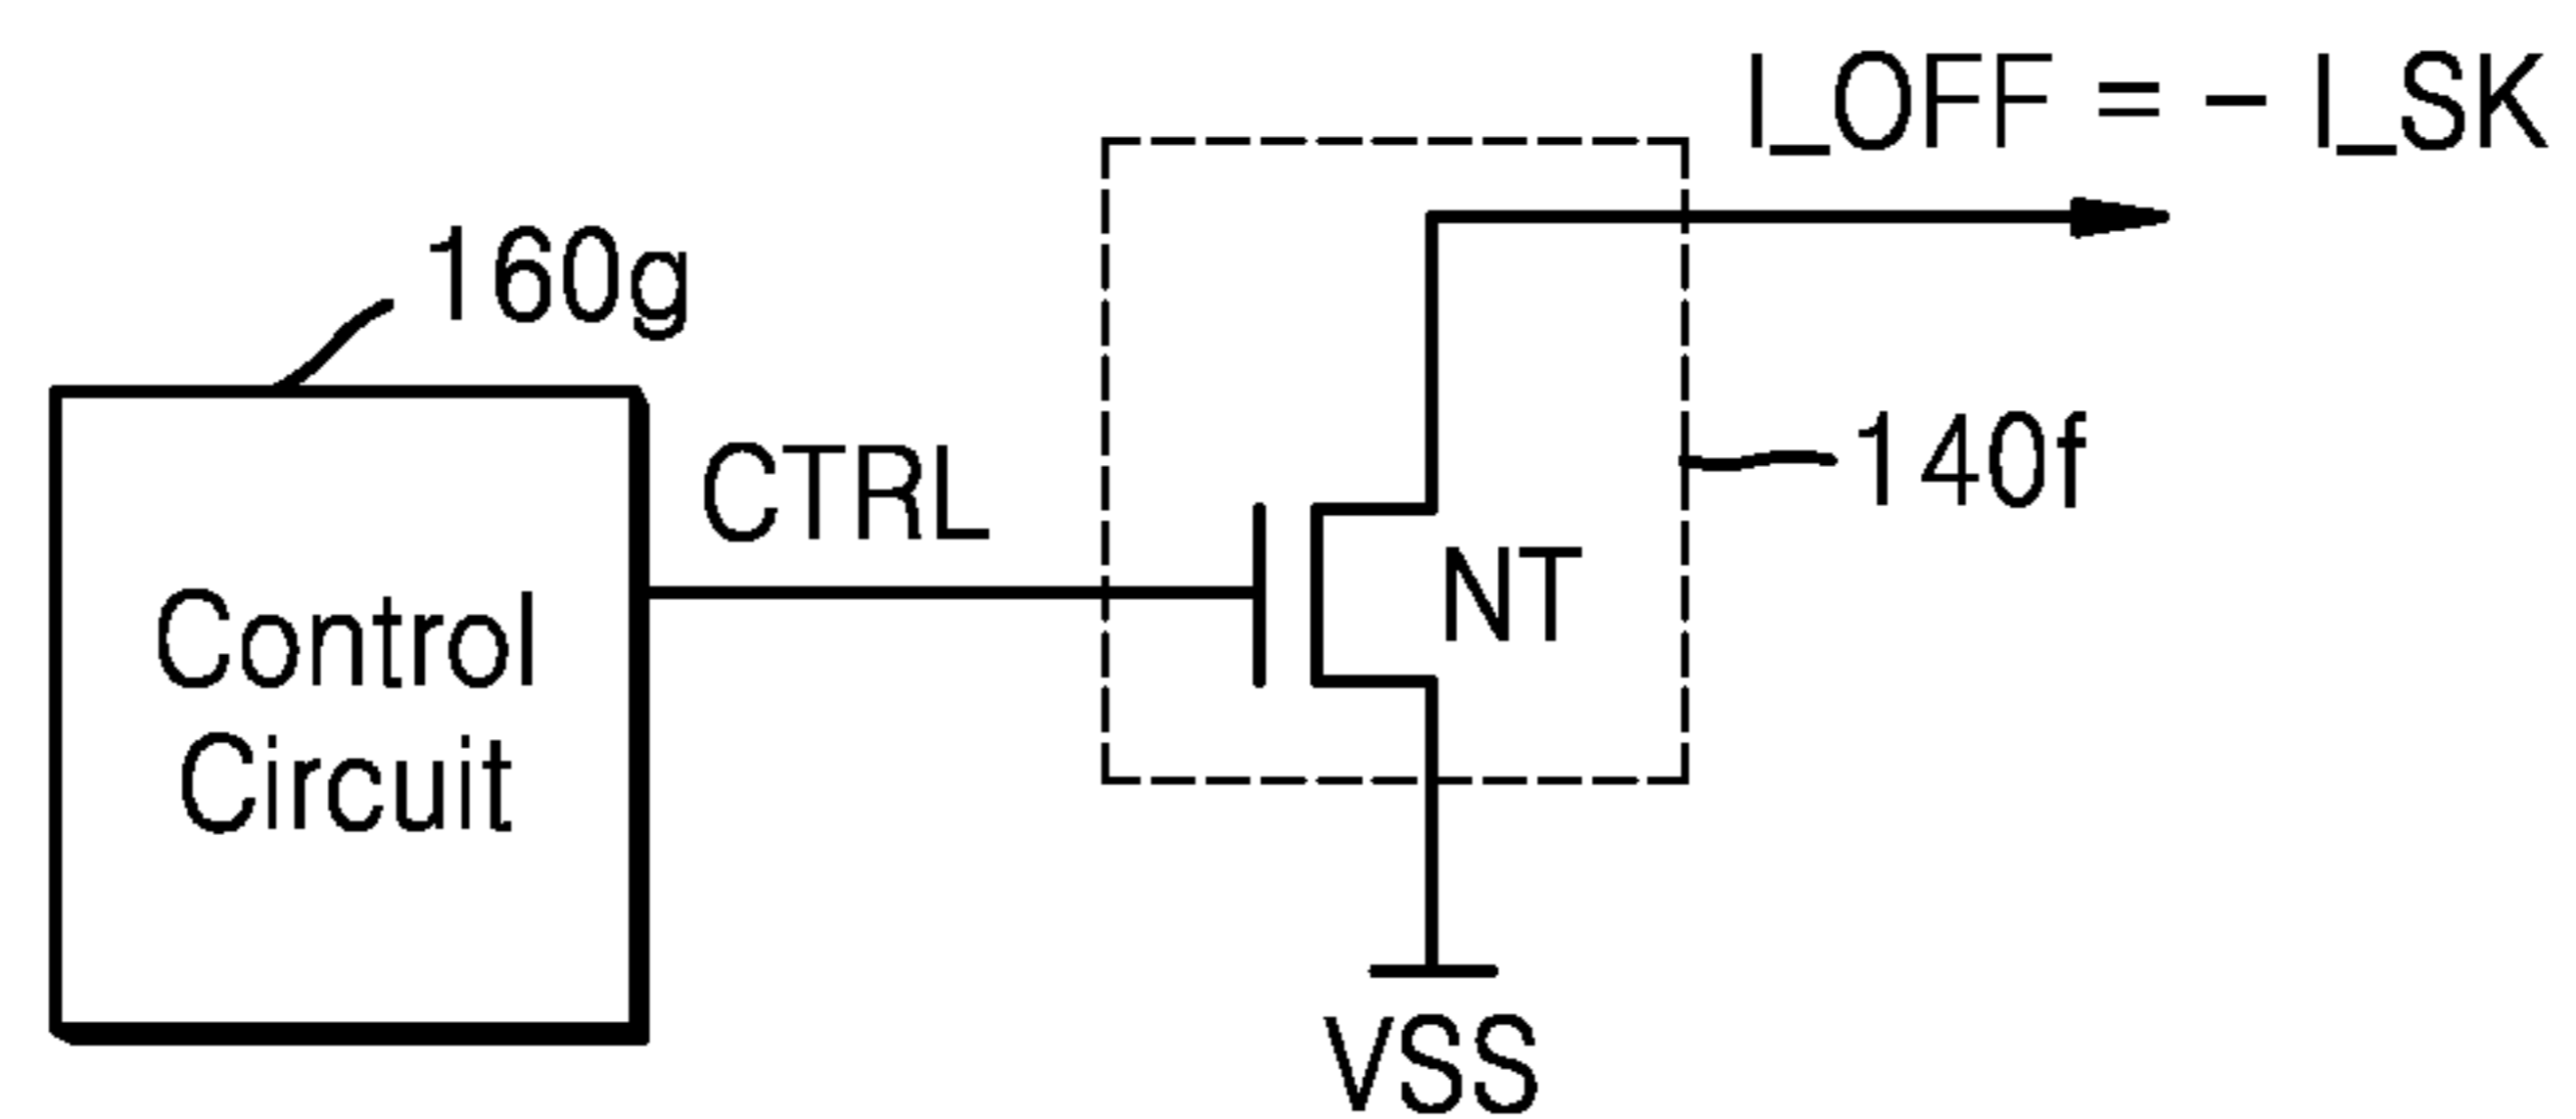 I_OFF = - I_SK
160g
140f
CTRL
NT
Control
Circuit
VSS